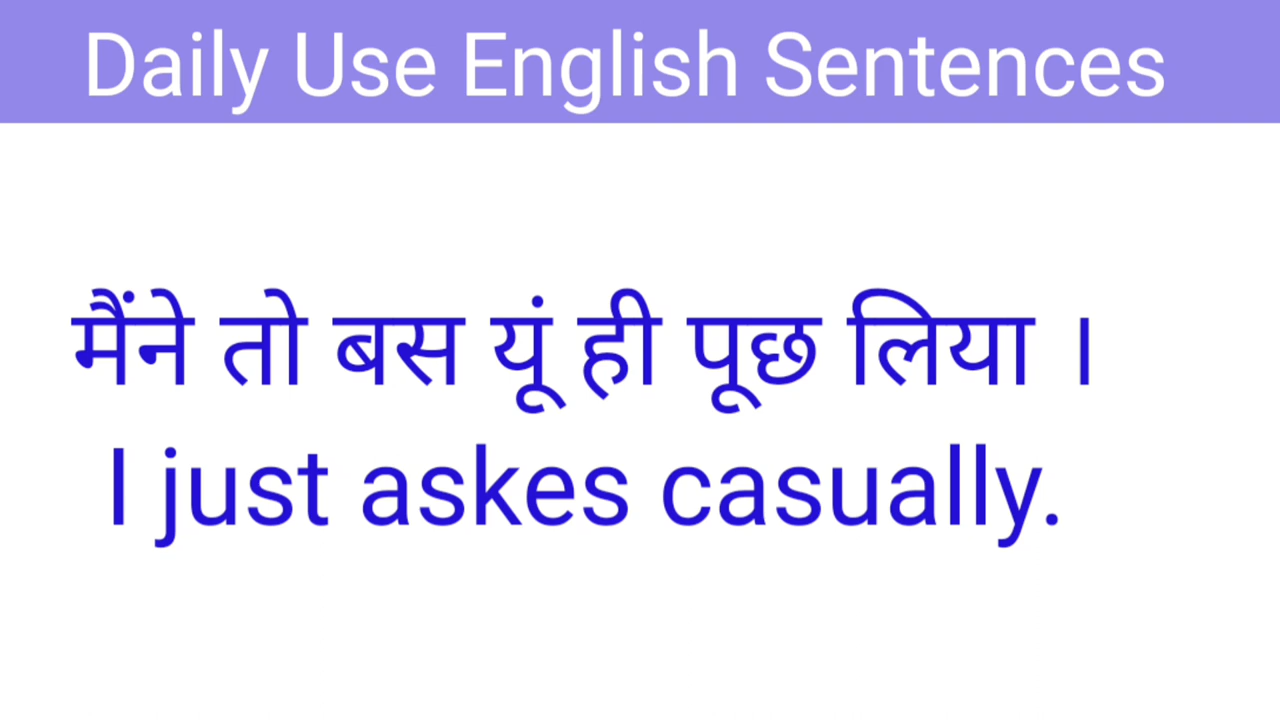 Daily Use English Sentences
मैंने तो बस यूं ही पूछ लिया ।
I just askes casually.